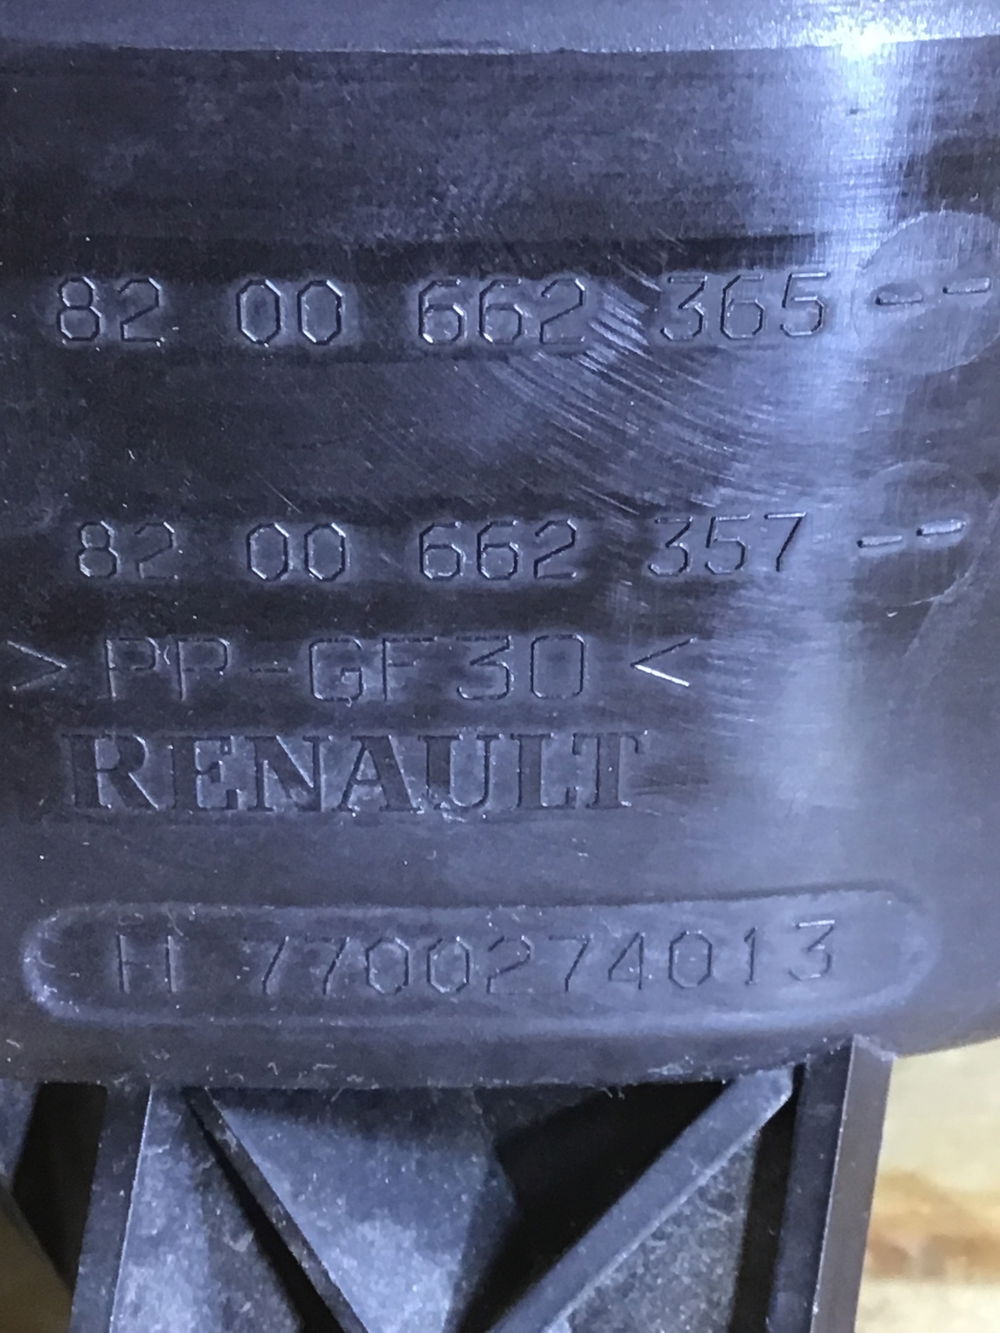 82 00 662 365 --
82 00 662 357 --
>PP-GF30<
RENAULT
H 7700274013